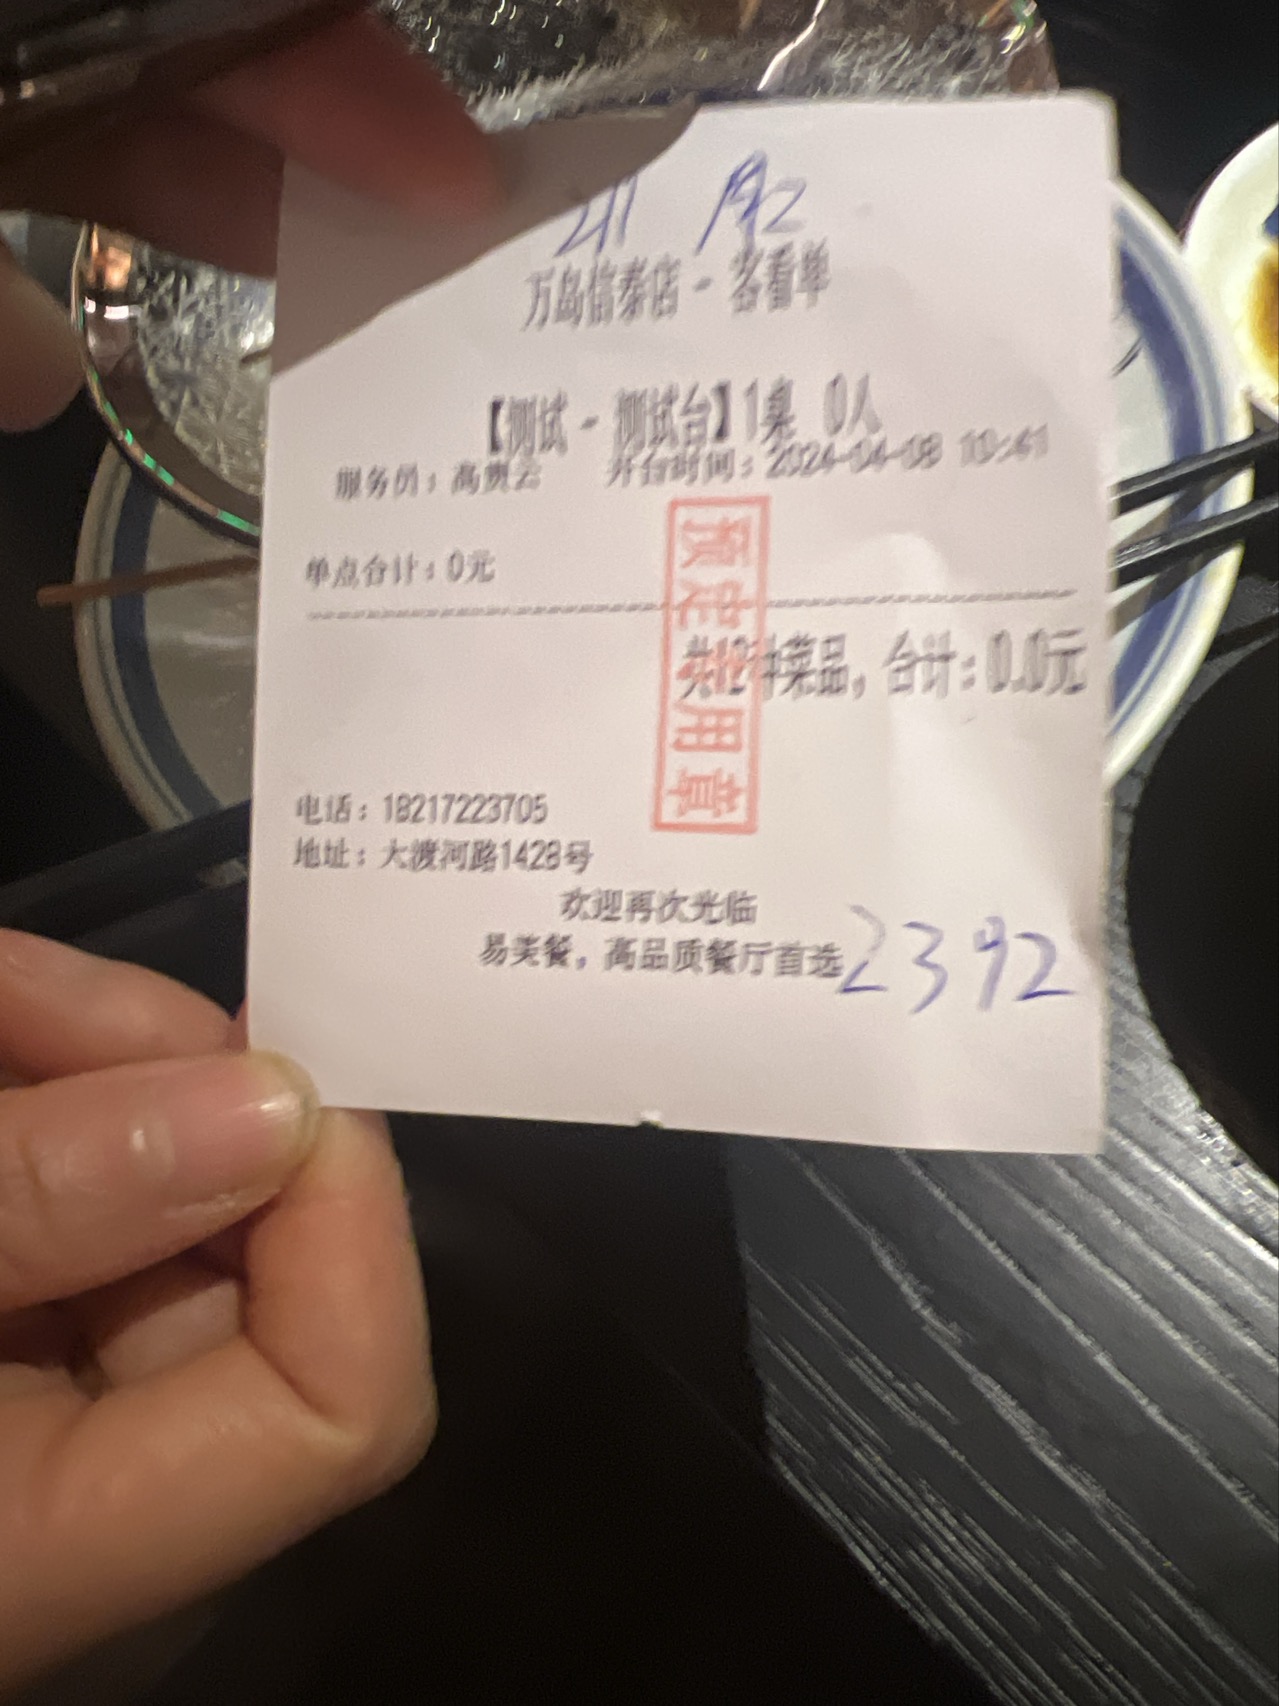 万岛信泰店 - 客看单
【测试 - 测试台】1桌 0人
服务员：高贵云 开台时间：2024-04-08 10:41
单点合计：0元
预定专用章
共0种菜品，合计：0.0元
电话：18217223705
地址：大渡河路1428号
欢迎再次光临
易美餐，高品质餐厅首选
2392